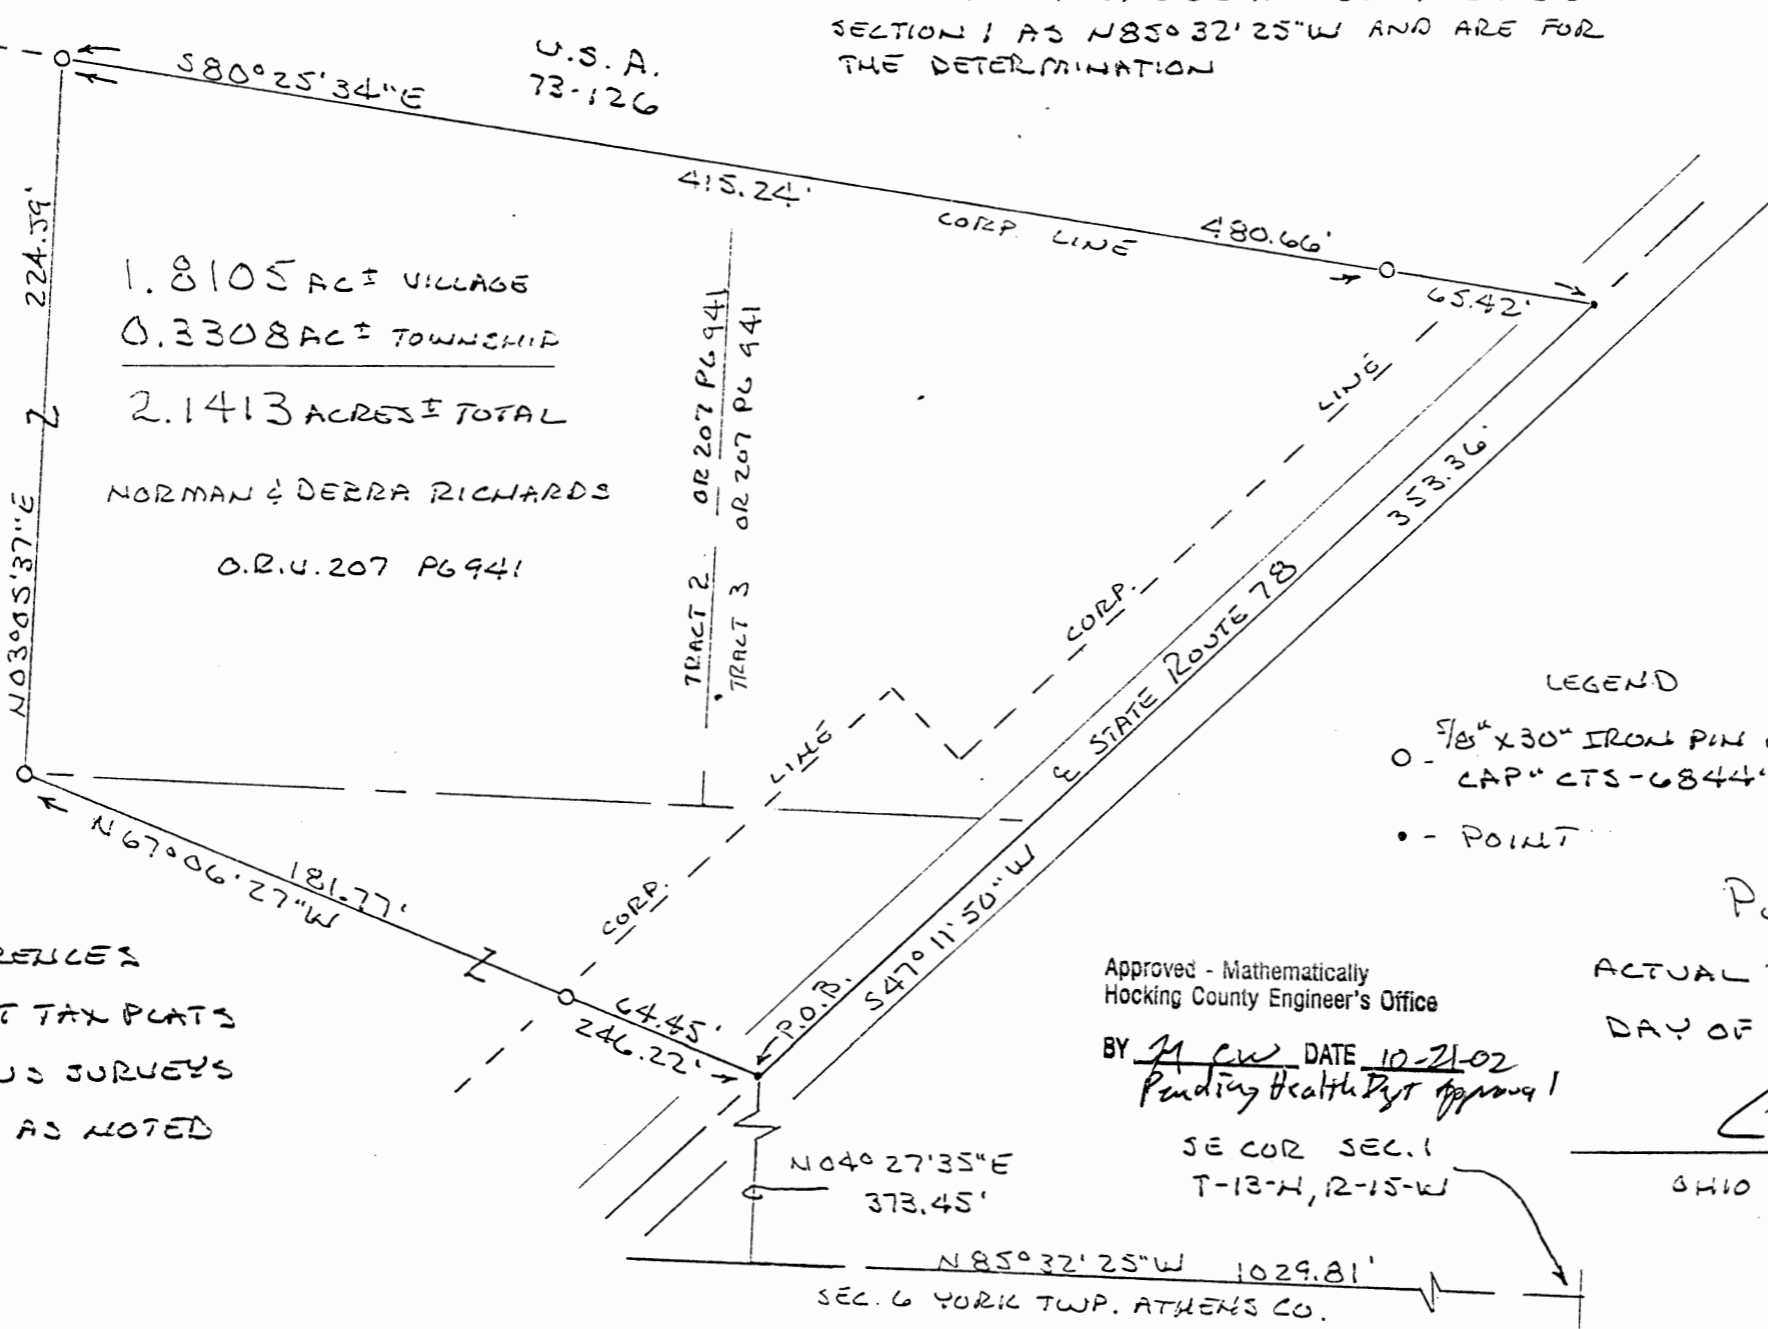 SECTION 1 AS N85°32'25"W AND ARE FOR
THE DETERMINATION
U.S.A.
73-126
S80°25'34"E
415.24'
CORP. LINE
480.66'
65.42'
224.59'
N03°05'37"E
1.8105 AC± VILLAGE
0.3308 AC± TOWNSHIP
2.1413 ACRES± TOTAL
NORMAN & DEBRA RICHARDS
O.R.V. 207 PG 941
TRACT 2 OR 207 PG 941
TRACT 3 OR 207 PG 941
CORP. LINE
353.36'
℄ STATE ROUTE 78
S47°11'50"W
LEGEND
O - 5/8" X 30" IRON PIN
CAP "CTS-6844"
• - POINT
CORP. LINE
N67°06'27"W
181.77'
64.45'
246.22'
P.O.B.
RENCES
T TAX PLATS
US SURVEYS
AS NOTED
Approved - Mathematically
Hocking County Engineer's Office
BY DATE 10-21-02
Pending Health Dpt Approval
ACTUAL
DAY OF
OHIO
SE COR SEC. 1
T-13-N, R-15-W
N04°27'35"E
373.45'
N85°32'25"W 1029.81'
SEC. 6 YORK TWP. ATHENS CO.